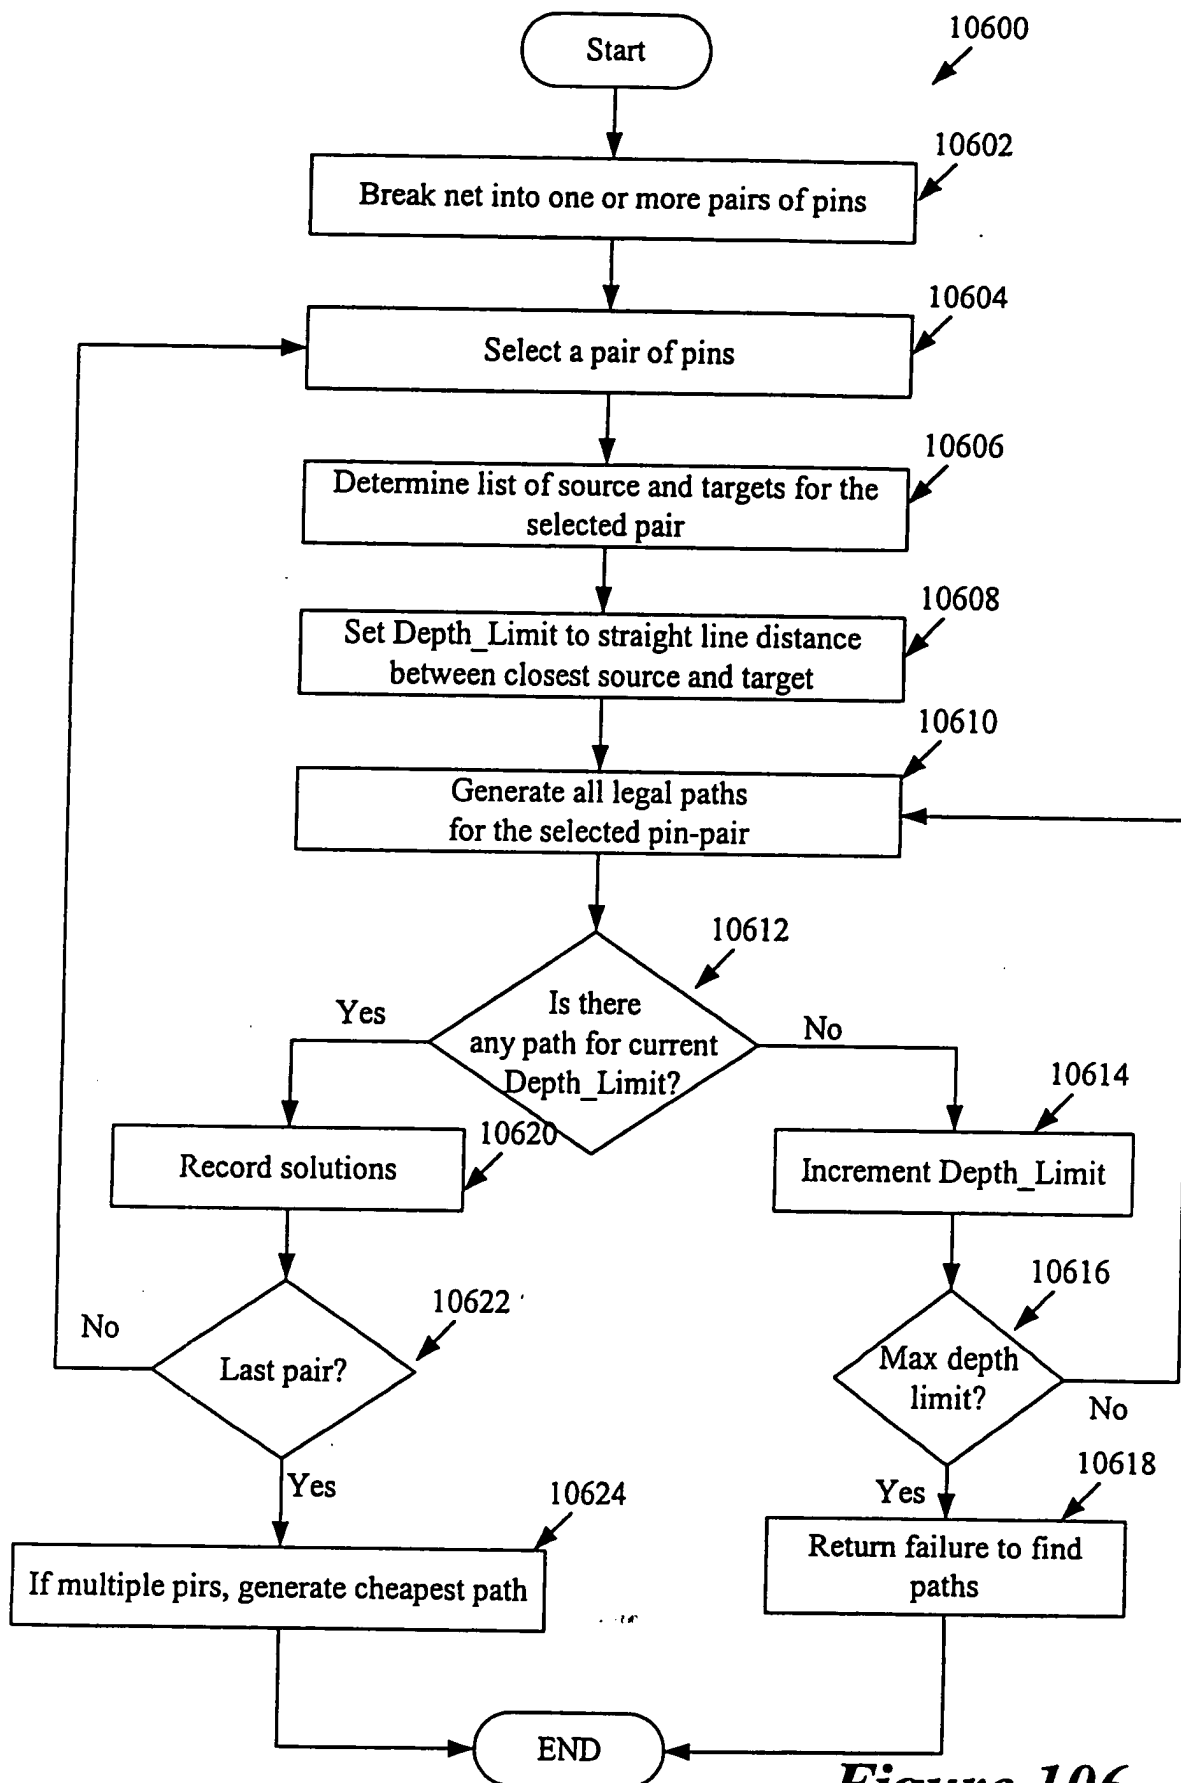 Start
10600
10602
Break net into one or more pairs of pins
10604
Select a pair of pins
10606
Determine list of source and targets for the
selected pair
10608
Set Depth_Limit to straight line distance
between closest source and target
10610
Generate all legal paths
for the selected pin-pair
10612
Is there
any path for current
Depth_Limit?
Yes
No
10614
Increment Depth_Limit
10620
Record solutions
10616
Max depth
limit?
No
10622
Last pair?
No
Yes
10618
Yes
Return failure to find
paths
10624
If multiple pirs, generate cheapest path
END
Figure 106